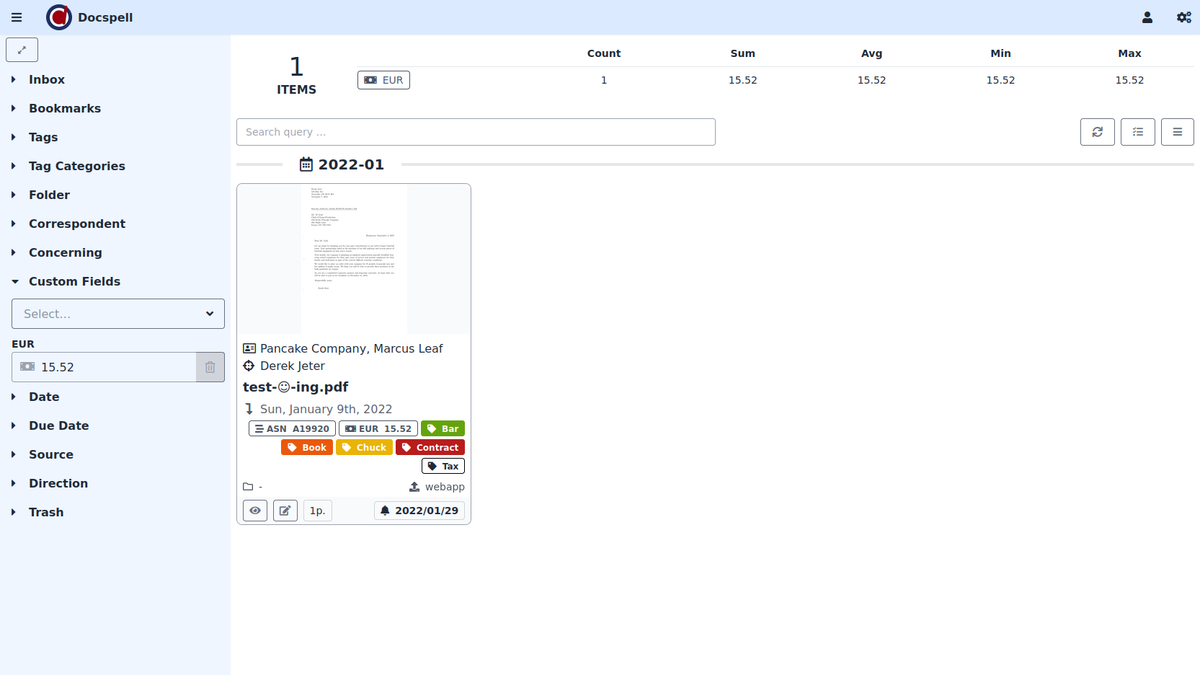 Docspell
Inbox
Bookmarks
Tags
Tag Categories
Folder
Correspondent
Concerning
Custom Fields
Select...
EUR
15.52
Date
Due Date
Source
Direction
Trash
1
ITEMS
Count Sum Avg Min Max
EUR 1 15.52 15.52 15.52 15.52
Search query ...
2022-01
Pancake Company, Marcus Leaf
Derek Jeter
test-☺-ing.pdf
Sun, January 9th, 2022
ASN A19920 EUR 15.52 Bar
Book Chuck Contract
Tax
- webapp
1p. 2022/01/29